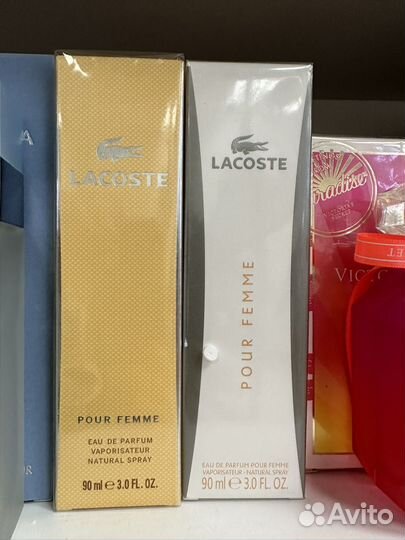 LACOSTE
POUR FEMME
EAU DE PARFUM
VAPORISATEUR
NATURAL SPRAY
90 ml e 3.0 FL. OZ.
LACOSTE
POUR FEMME
EAU DE PARFUM POUR FEMME
VAPORISATEUR · NATURAL SPRAY
90 ml e 3.0 FL. OZ.
Paradise
Avito